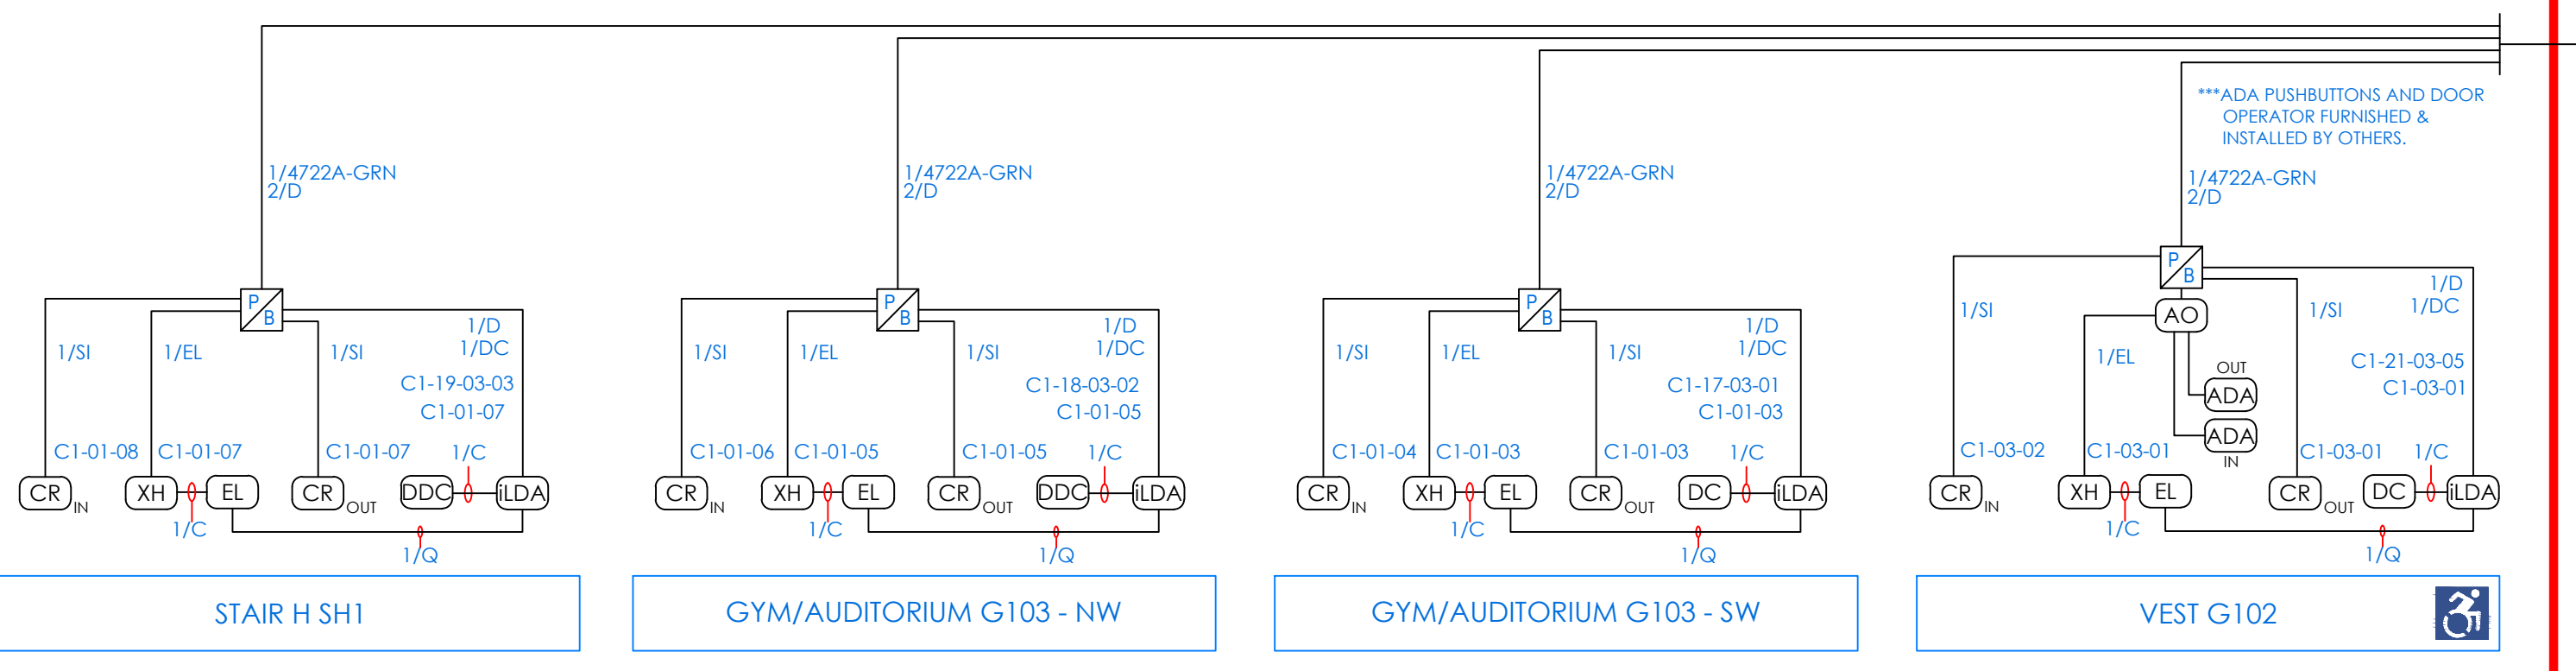 ***ADA PUSHBUTTONS AND DOOR
OPERATOR FURNISHED &
INSTALLED BY OTHERS.
1/4722A-GRN
2/D
P
B
1/SI
1/EL
1/SI
1/D
1/DC
C1-19-03-03
C1-01-07
C1-01-08
C1-01-07
C1-01-07
1/C
CR
IN
XH
EL
CR
OUT
DDC
iLDA
1/C
1/Q
STAIR H SH1
1/4722A-GRN
2/D
P
B
1/SI
1/EL
1/SI
1/D
1/DC
C1-18-03-02
C1-01-05
C1-01-06
C1-01-05
C1-01-05
1/C
CR
IN
XH
EL
CR
OUT
DDC
iLDA
1/C
1/Q
GYM/AUDITORIUM G103 - NW
1/4722A-GRN
2/D
P
B
1/SI
1/EL
1/SI
1/D
1/DC
C1-17-03-01
C1-01-03
C1-01-04
C1-01-03
C1-01-03
1/C
CR
IN
XH
EL
CR
OUT
DC
iLDA
1/C
1/Q
GYM/AUDITORIUM G103 - SW
1/4722A-GRN
2/D
P
B
AO
1/SI
1/EL
1/SI
1/D
1/DC
OUT
ADA
ADA
IN
C1-21-03-05
C1-03-01
C1-03-02
C1-03-01
C1-03-01
1/C
CR
IN
XH
EL
CR
OUT
DC
iLDA
1/C
1/Q
VEST G102